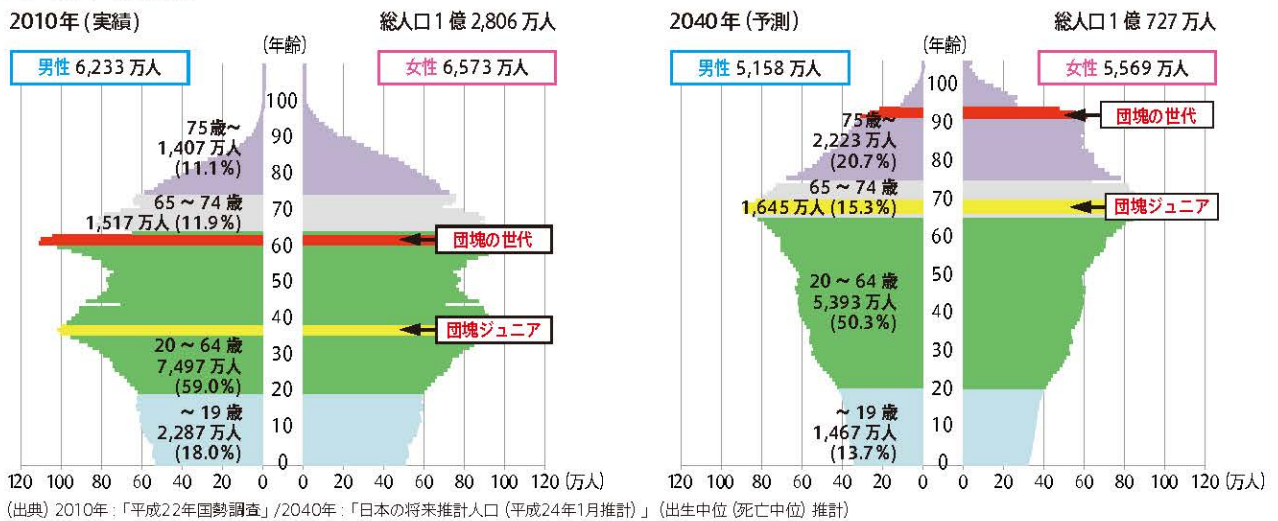 2010年 (実績)
総人口 1 億 2,806 万人
(年齢)
男性 6,233 万人
女性 6,573 万人
100
90
80
70
60
50
40
30
20
10
0
75歳～
1,407 万人
(11.1%)
65 ～ 74 歳
1,517 万人 (11.9%)
団塊の世代
団塊ジュニア
20 ～ 64 歳
7,497 万人
(59.0%)
～ 19 歳
2,287 万人
(18.0%)
120 100 80 60 40 20 0 0 20 40 60 80 100 120 (万人)
2040年 (予測)
総人口 1 億 727 万人
(年齢)
男性 5,158 万人
女性 5,569 万人
100
90
80
70
60
50
40
30
20
10
0
団塊の世代
75歳～
2,223 万人
(20.7%)
65 ～ 74 歳
1,645 万人 (15.3%)
団塊ジュニア
20 ～ 64 歳
5,393 万人
(50.3%)
～ 19 歳
1,467 万人
(13.7%)
120 100 80 60 40 20 0 0 20 40 60 80 100 120 (万人)
(出典) 2010年 : 「平成22年国勢調査」/2040年 : 「日本の将来推計人口 (平成24年1月推計) 」 (出生中位 (死亡中位) 推計)